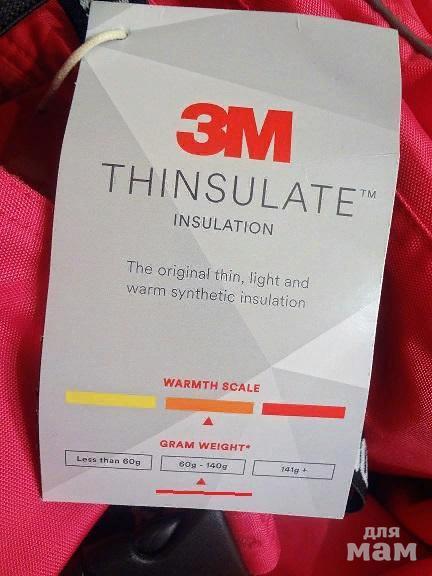 3M
THINSULATE™
INSULATION
The original thin, light and
warm synthetic insulation
WARMTH SCALE
GRAM WEIGHT*
Less than 60g 60g - 140g 141g +
для
мам